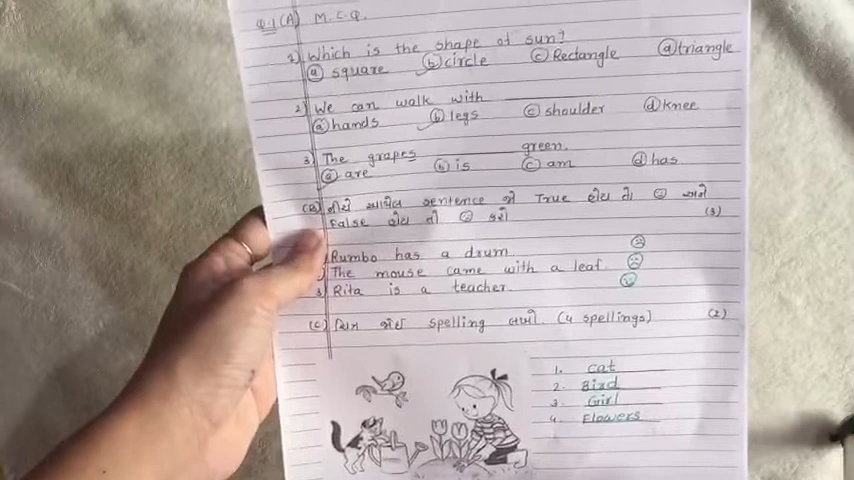 Q.1 (A) M.C.Q.
1) Which is the shape of sun?
(a) square (b) circle (c) Rectangle (a) triangle
2) We can walk with
(a) hands (b) legs (c) shoulder (d) knee
3) The grapes ______ green.
(a) are (b) is (c) am (d) has
(B) નીચે આપેલ sentence જો True હોય તો ☺ અને
False હોય તો ☹ કરો (3)
Rumbo has a drum. ☹
The mouse came with a leaf. ☹
3 Rita is a teacher. ☺
(c) ચિત્ર જોઈ spelling લખો. (4 spellings) (2)
1. cat
2. Bird
3. Girl
4. Flowers